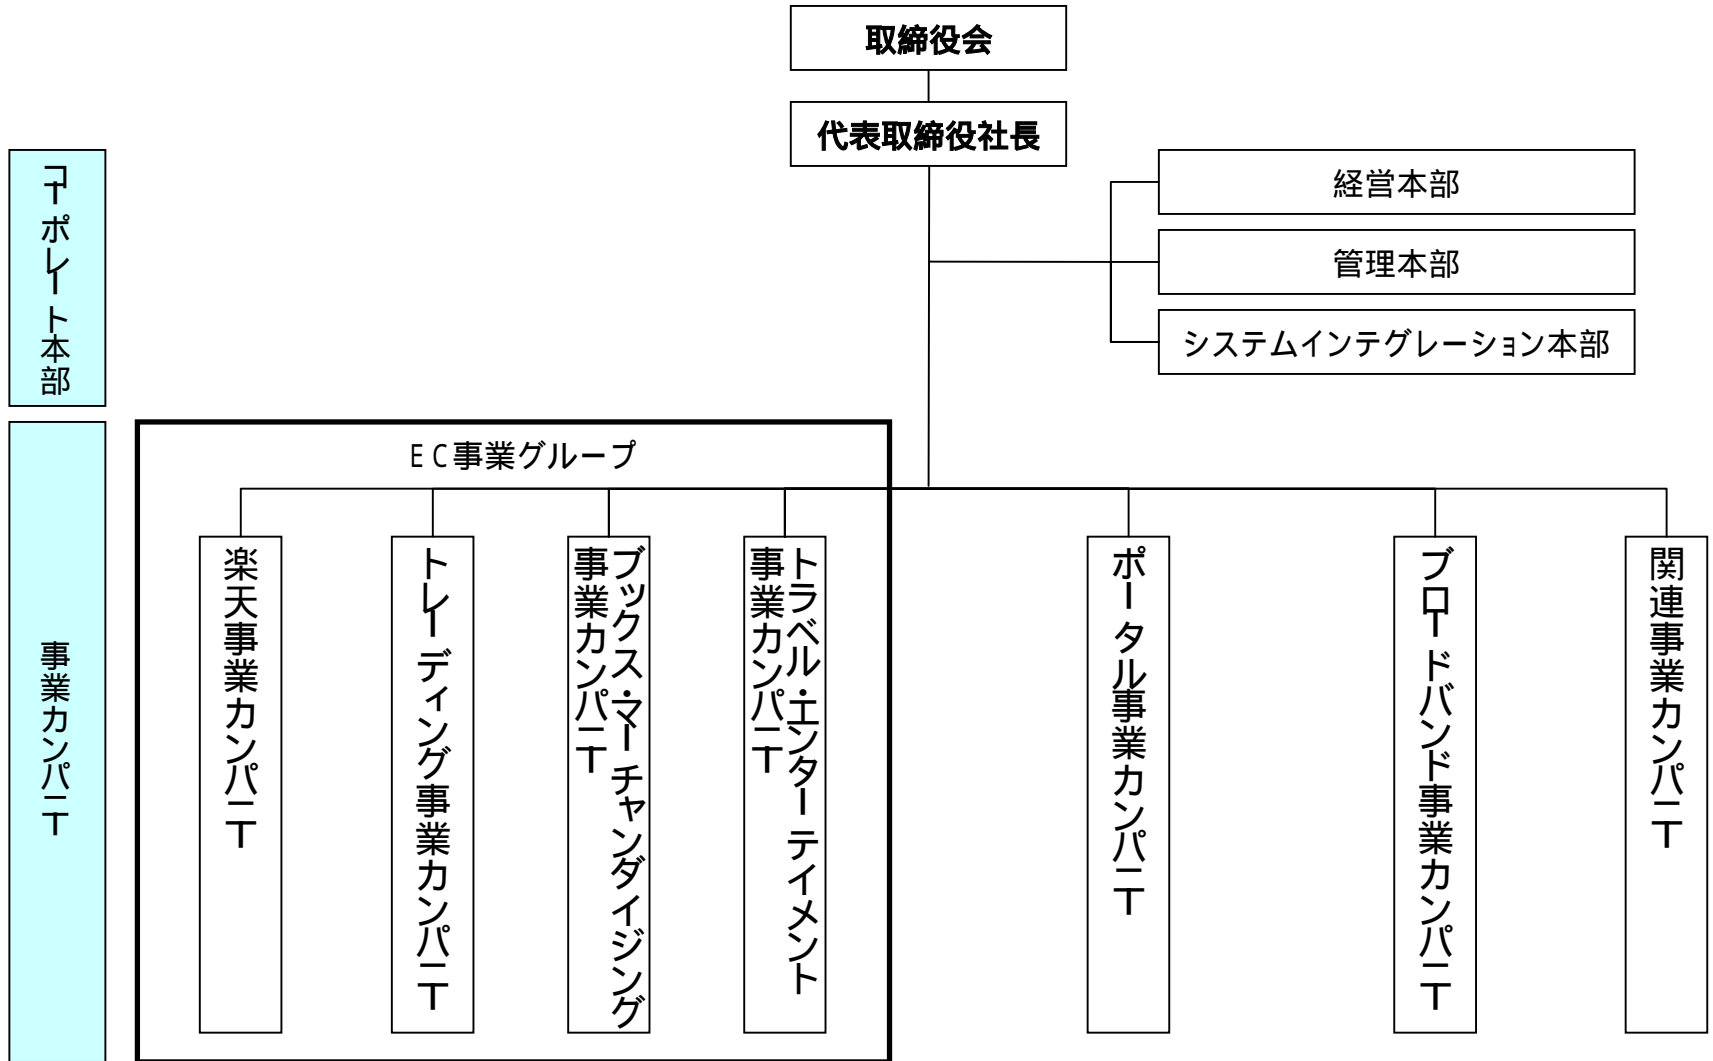 取締役会
代表取締役社長
コーポレート本部
経営本部
管理本部
システムインテグレーション本部
事業カンパニー
EC事業グループ
楽天事業カンパニー
トレーディング事業カンパニー
ブックス・マーチャンダイジング
事業カンパニー
トラベル・エンターテイメント
事業カンパニー
ポータル事業カンパニー
ブロードバンド事業カンパニー
関連事業カンパニー